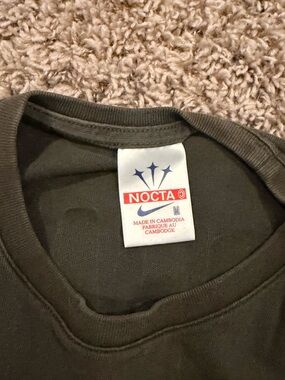 NOCTA
M
MADE IN CAMBODIA
FABRIQUE AU
CAMBODGE